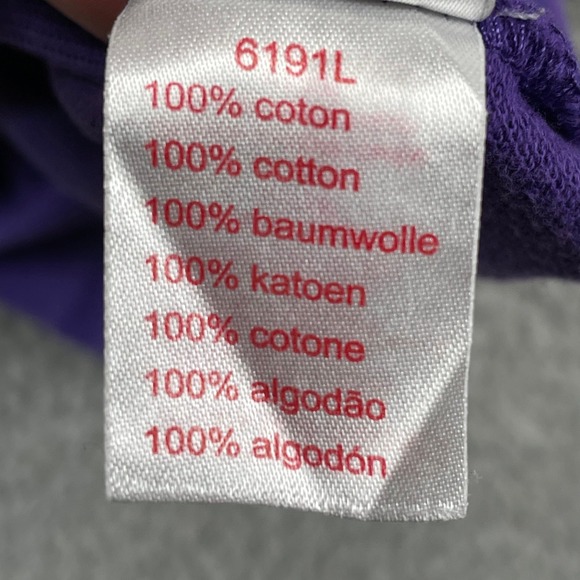 6191L
100% coton
100% cotton
100% baumwolle
100% katoen
100% cotone
100% algodão
100% algodón